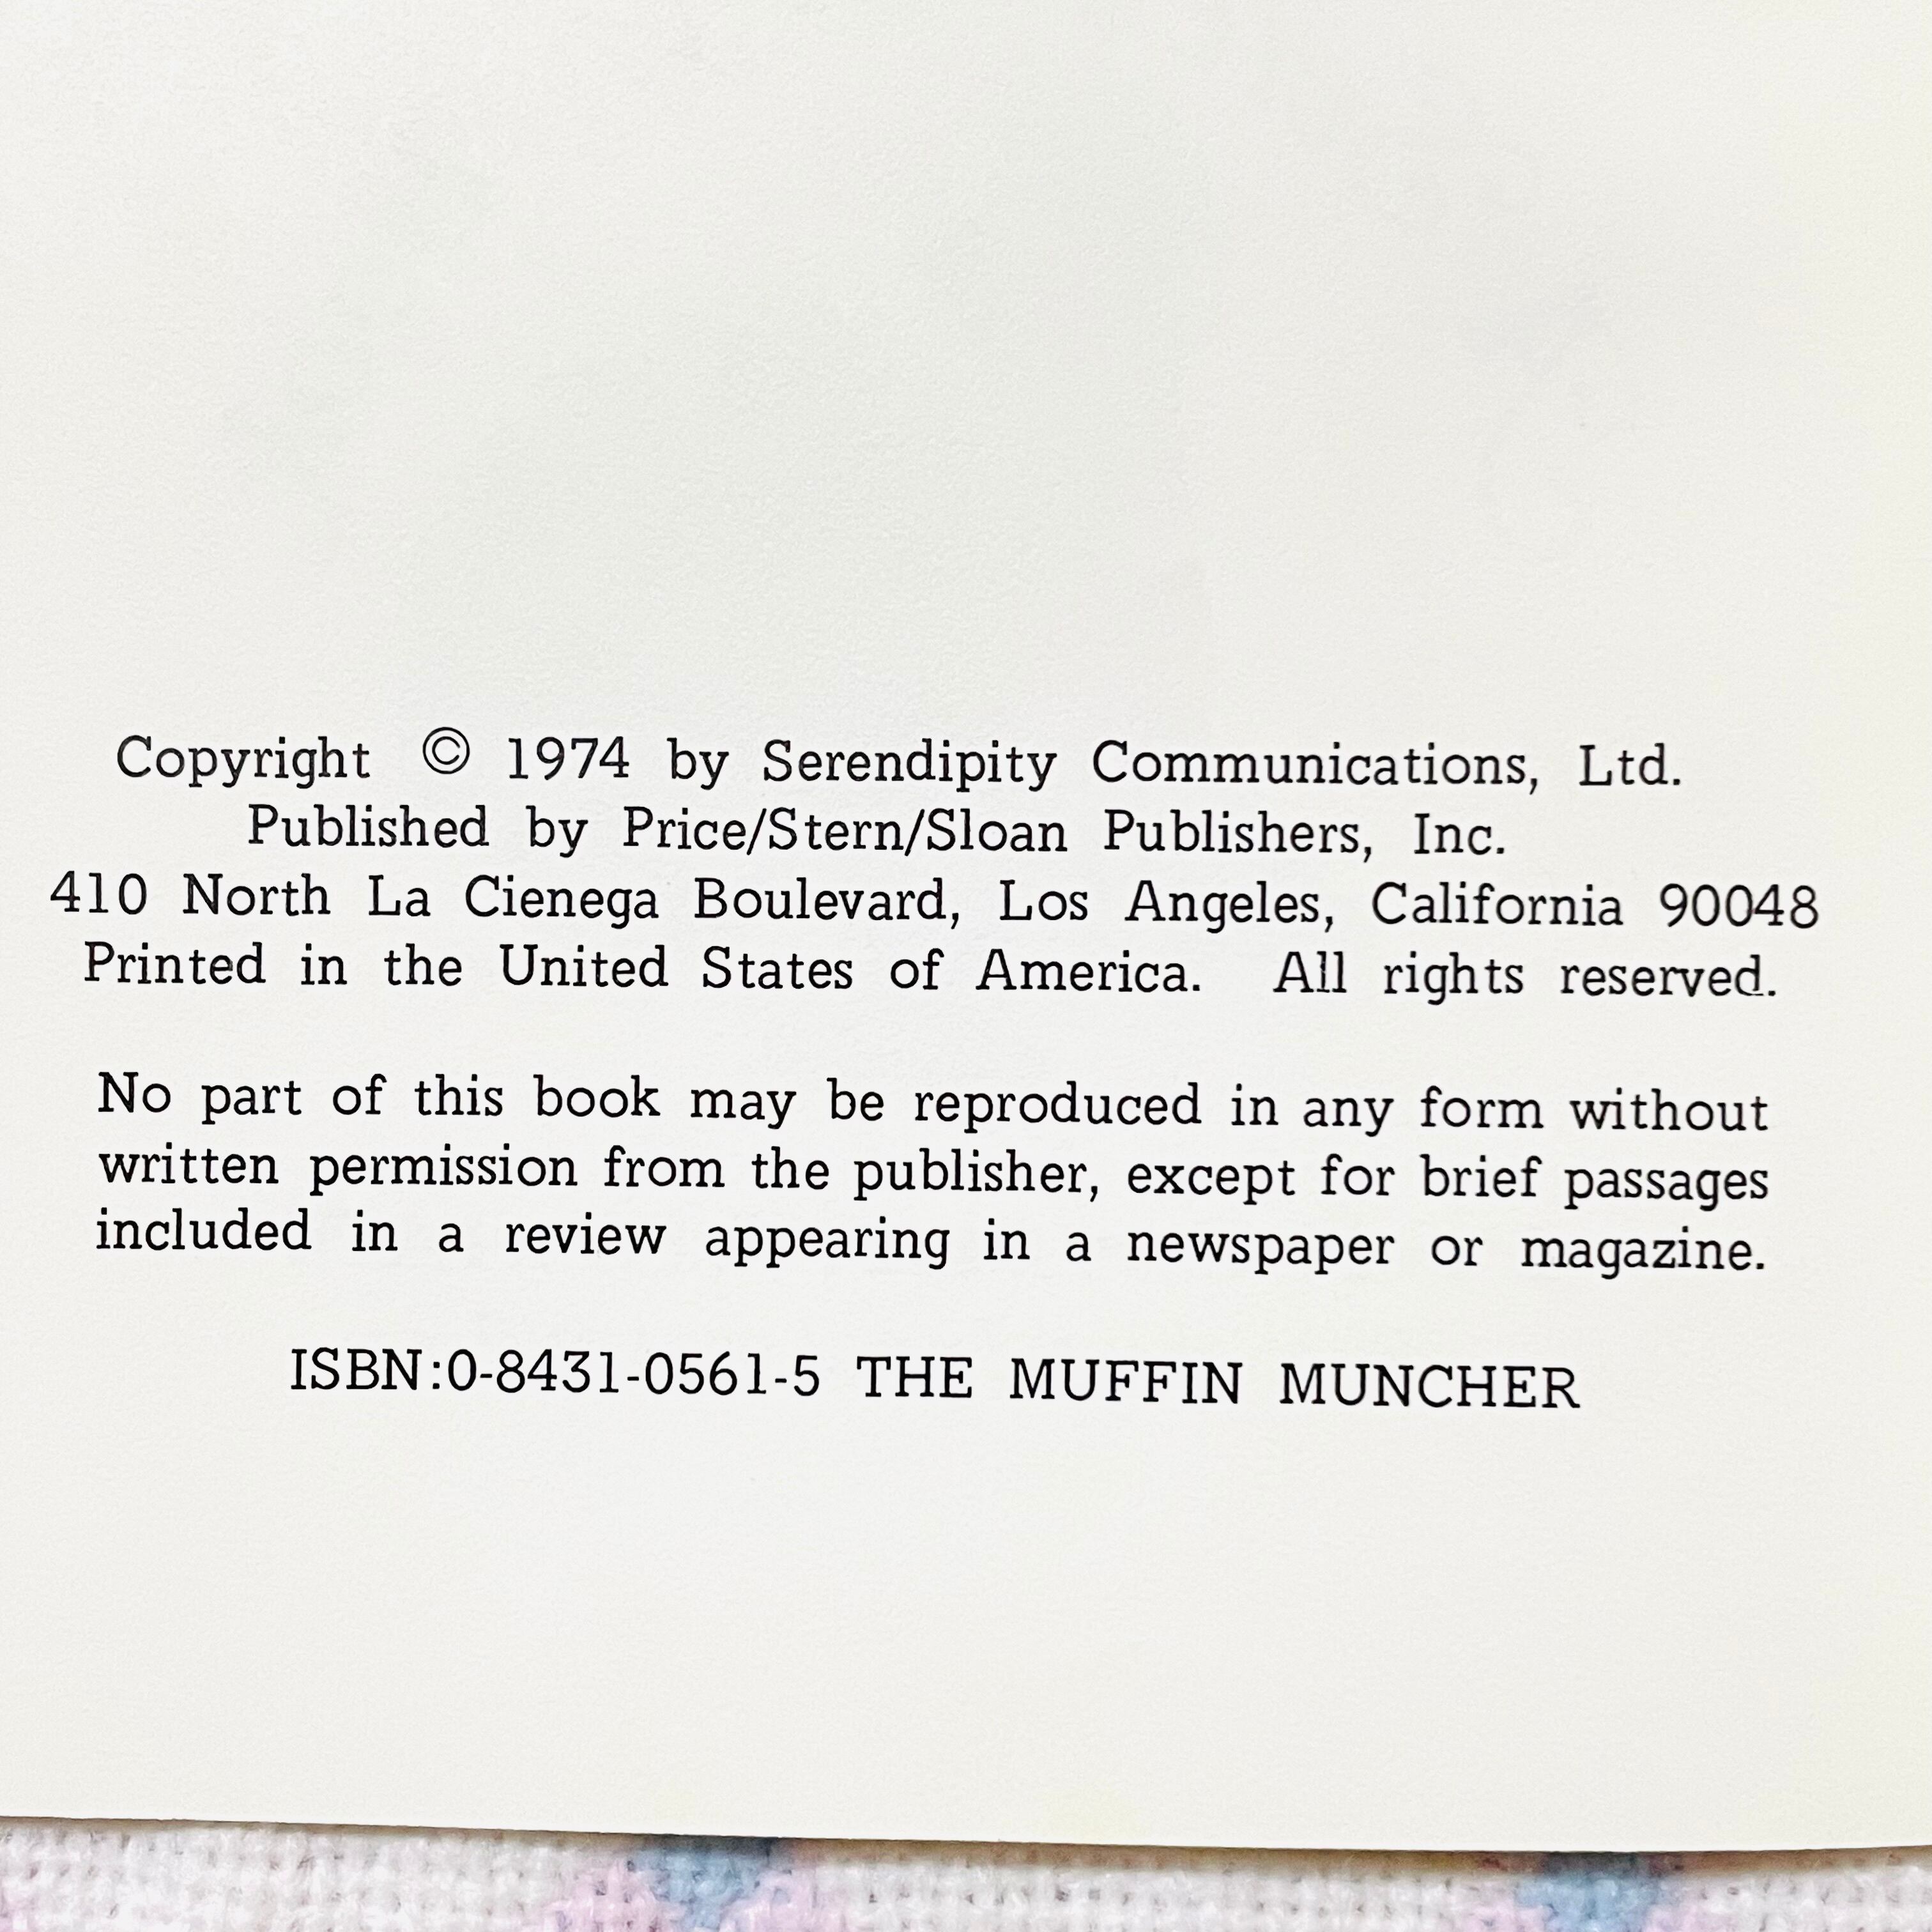 Copyright © 1974 by Serendipity Communications, Ltd.
Published by Price/Stern/Sloan Publishers, Inc.
410 North La Cienega Boulevard, Los Angeles, California 90048
Printed in the United States of America. All rights reserved.
No part of this book may be reproduced in any form without
written permission from the publisher, except for brief passages
included in a review appearing in a newspaper or magazine.
ISBN:0-8431-0561-5 THE MUFFIN MUNCHER